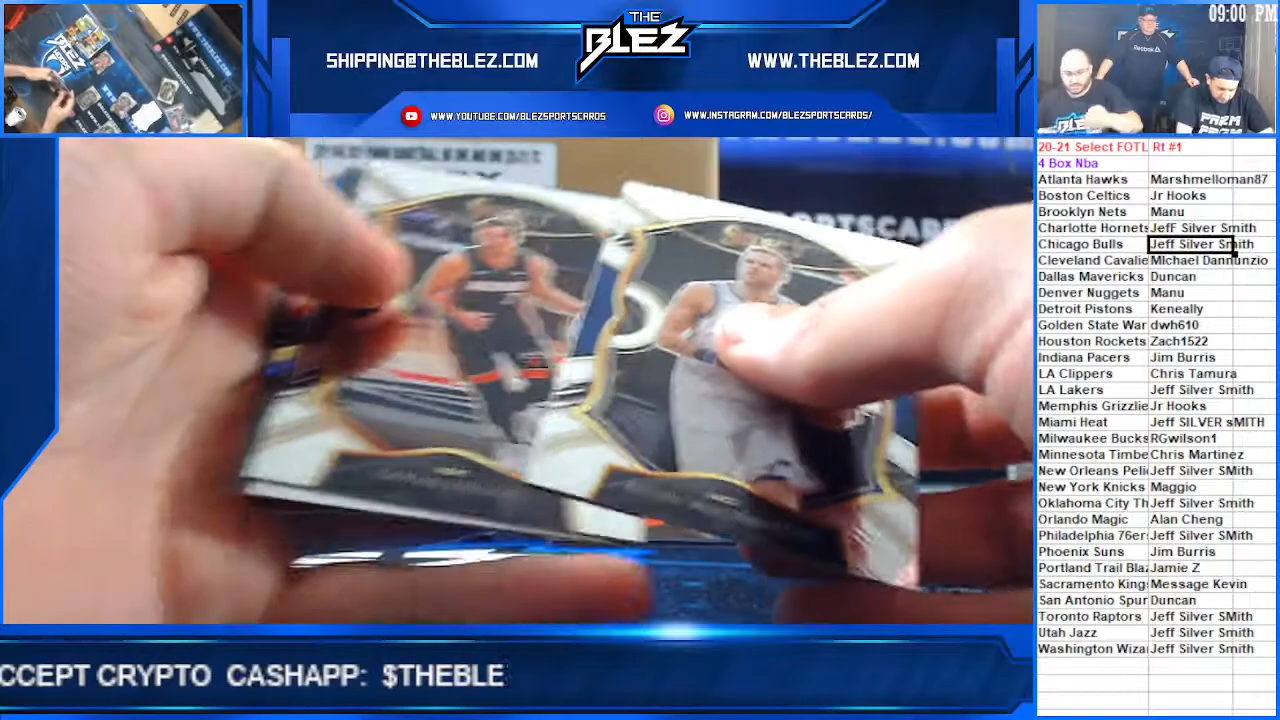 09:00 PM
THE
BLEZ
SHIPPING@THEBLEZ.COM
WWW.THEBLEZ.COM
WWW.YOUTUBE.COM/BLEZSPORTSCARDS
WWW.INSTAGRAM.COM/BLEZSPORTSCARDS/
Reebok
20-21 Select FOTL Rt #1
4 Box Nba
Atlanta Hawks Marshmelloman87
Boston Celtics Jr Hooks
Brooklyn Nets Manu
Charlotte Hornets JefF Silver Smith
Chicago Bulls Jeff Silver Smith
Cleveland Cavalie MIchael Dannunzio
Dallas Mavericks Duncan
Denver Nuggets Manu
Detroit Pistons Keneally
Golden State War dwh610
Houston Rockets Zach1522
Indiana Pacers Jim Burris
LA Clippers Chris Tamura
LA Lakers Jeff Silver Smith
Memphis Grizzlie Jr Hooks
Miami Heat Jeff SILVER sMITH
Milwaukee Bucks RGwilson1
Minnesota Timbe Chris Martinez
New Orleans Peli Jeff Silver SMith
New York Knicks Maggio
Oklahoma City Th Jeff Silver Smith
Orlando Magic Alan Cheng
Philadelphia 76er Jeff Silver SMith
Phoenix Suns Jim Burris
Portland Trail Blaz Jamie Z
Sacramento King Message Kevin
San Antonio Spur Duncan
Toronto Raptors Jeff Silver SMith
Utah Jazz Jeff Silver Smith
Washington Wiza Jeff Silver Smith
CCEPT CRYPTO CASHAPP: $THEBLE